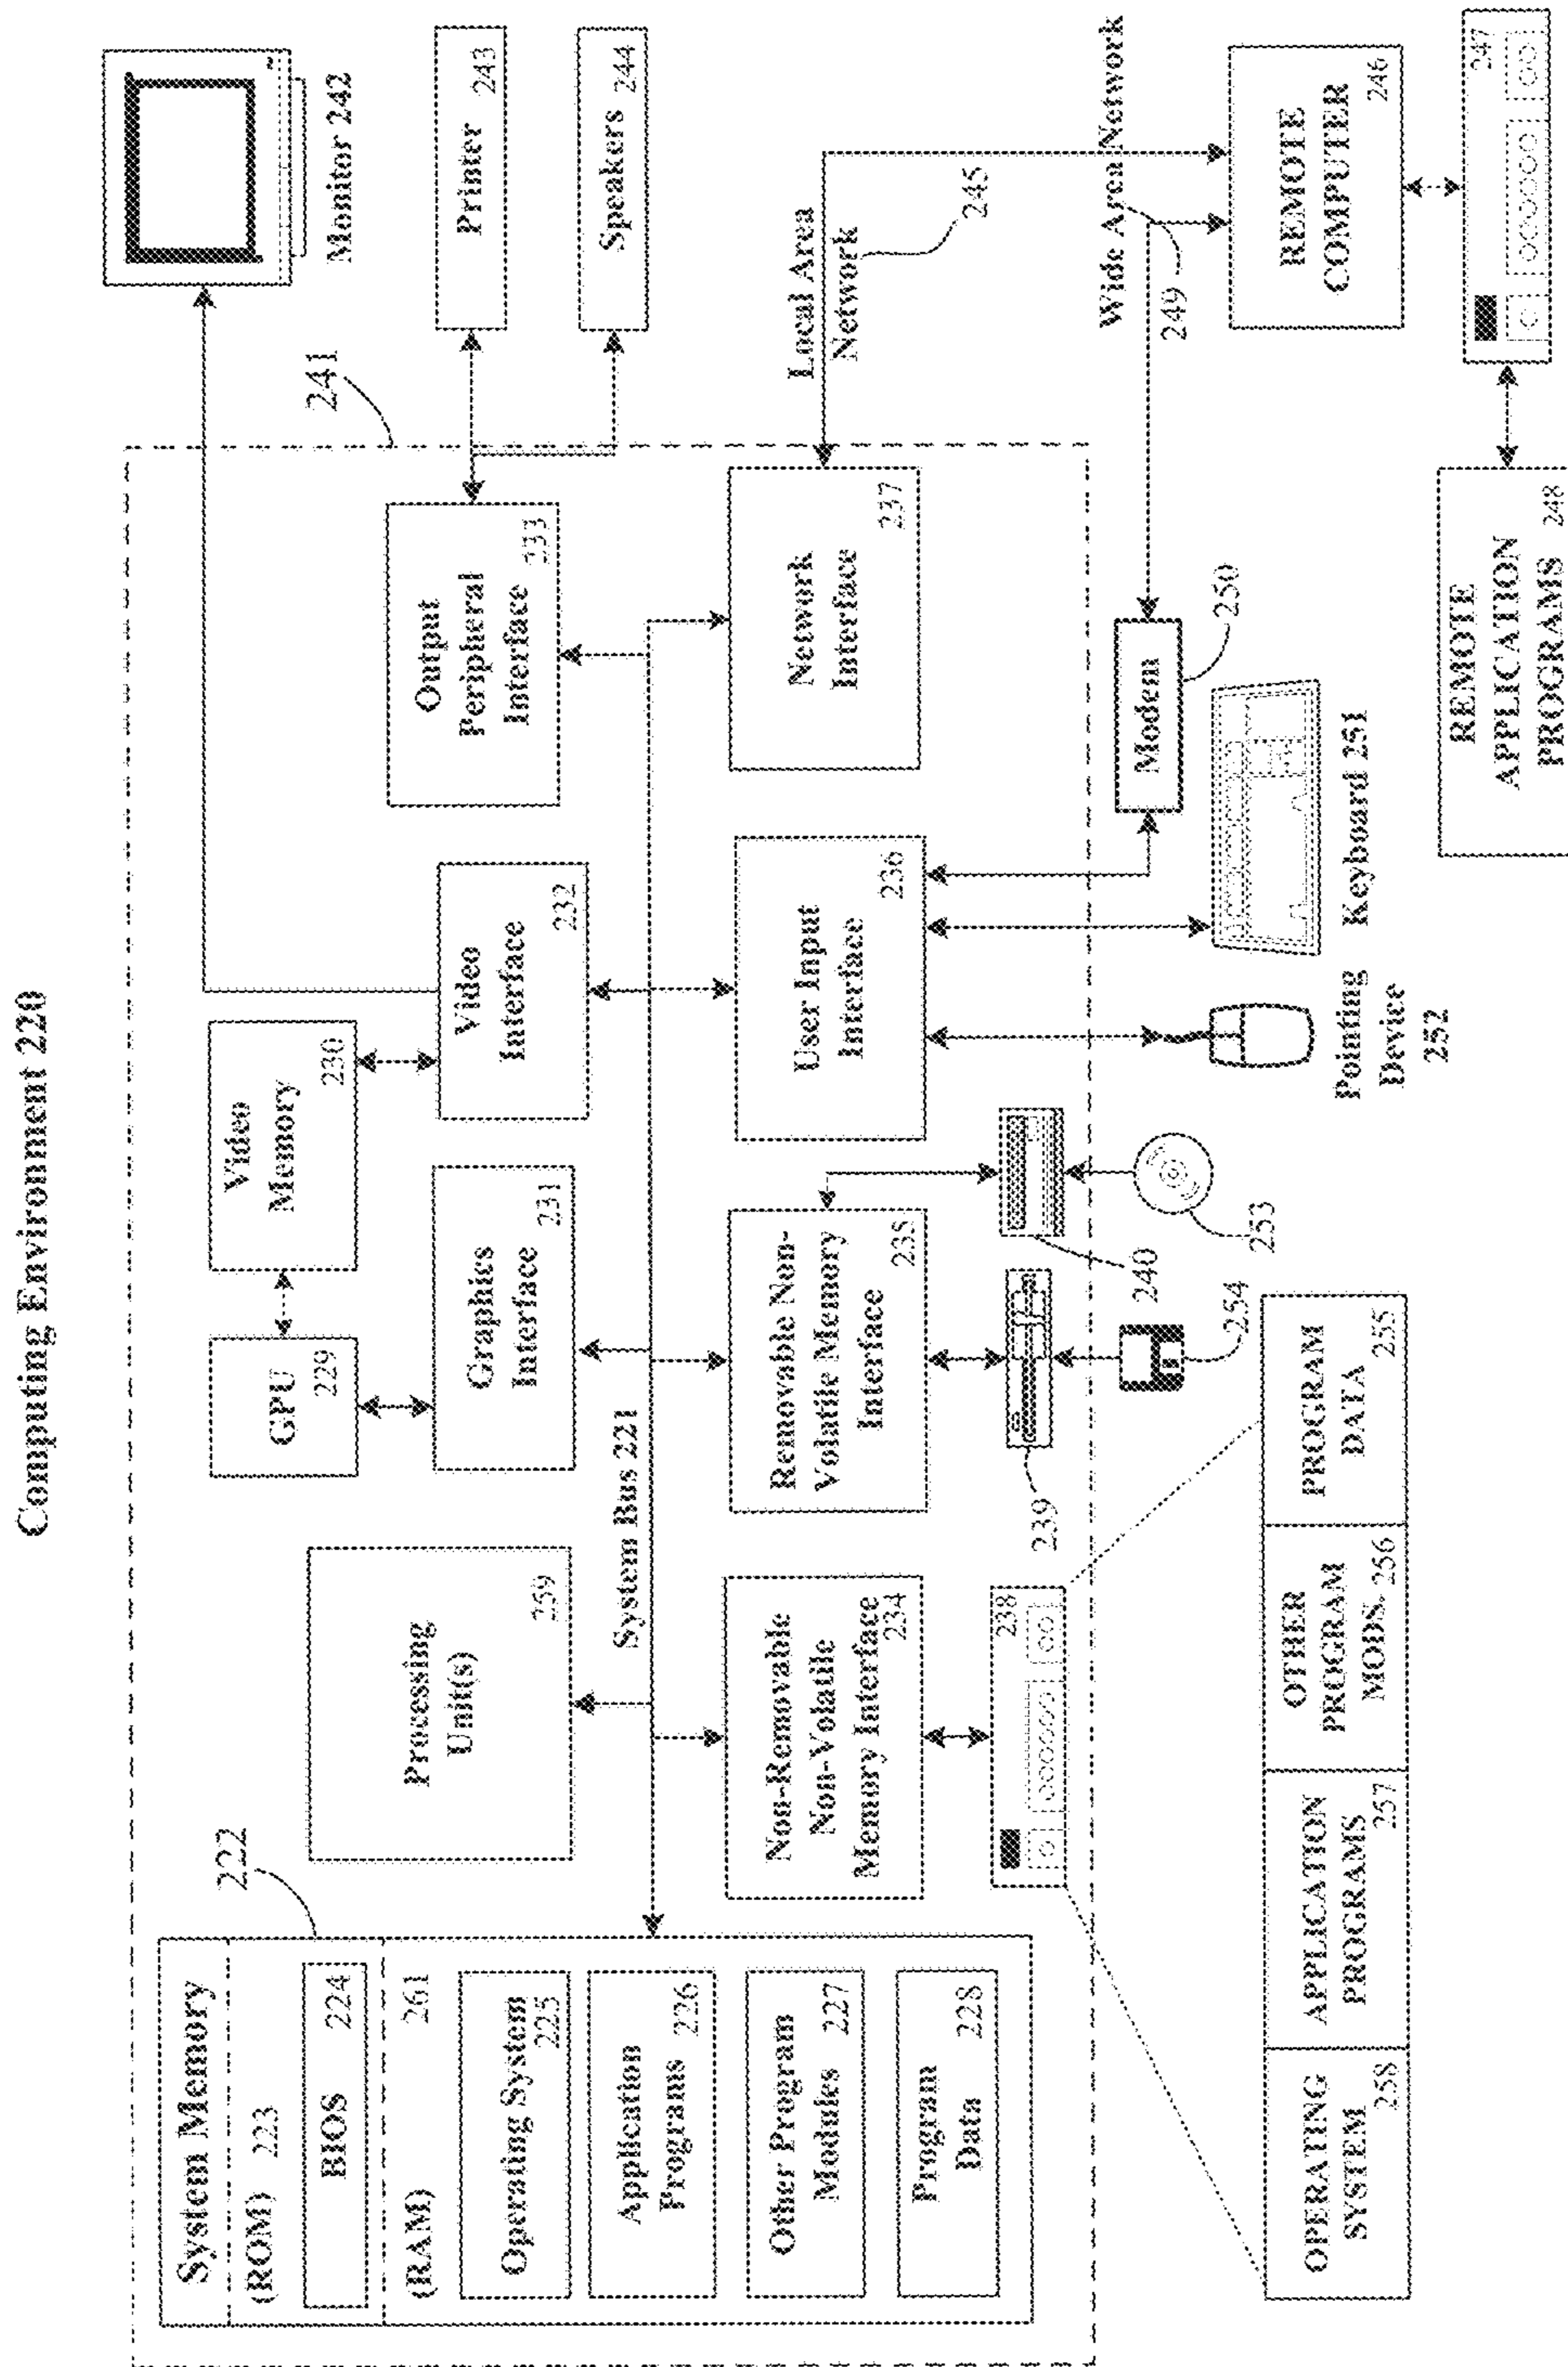 Computing Environment 220
System Memory
(ROM) 223
BIOS 224
(RAM) 261
Operating System
225
Application
Programs 226
Other Program
Modules 227
Program
Data 228
222
Processing
Unit(s)
259
System Bus 221
GPU
229
Video
Memory
230
Graphics
Interface
231
Video
Interface
232
Output
Peripheral
Interface
233
241
Monitor 242
Printer
243
Speakers
244
Non-Removable
Non-Volatile
Memory Interface
234
Removable Non-
Volatile Memory
Interface
235
User Input
Interface
236
Network
Interface
237
Local Area
Network
245
238
239
240
254
253
Pointing
Device
252
Keyboard 251
Modem
250
Wide Area Network
249
REMOTE
COMPUTER
246
247
REMOTE
APPLICATION
PROGRAMS 248
OPERATING
SYSTEM
258
APPLICATION
PROGRAMS
257
OTHER
PROGRAM
MODS. 256
PROGRAM
DATA
255